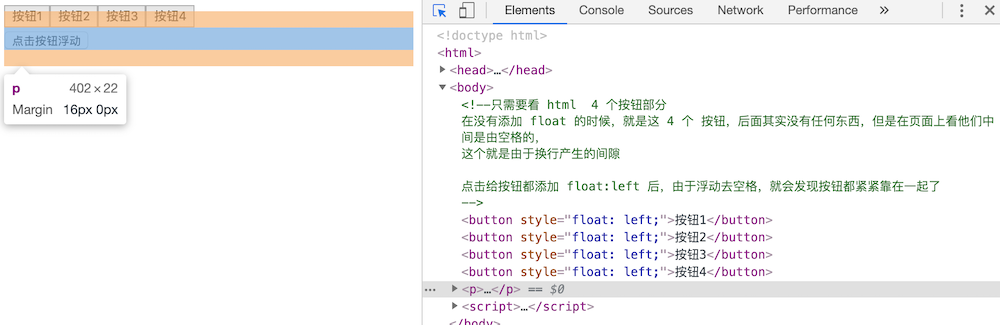 按钮1 按钮2 按钮3 按钮4
点击按钮浮动
p 402 × 22
Margin 16px 0px
Elements Console Sources Network Performance »
<!doctype html>
<html>
<head>…</head>
<body>
<!--只需要看 html  4 个按钮部分
在没有添加 float 的时候，就是这 4 个 按钮，后面其实没有任何东西，但是在页面上看他们中
间是由空格的，
这个就是由于换行产生的间隙
点击给按钮都添加 float:left 后，由于浮动去空格，就会发现按钮都紧紧靠在一起了
-->
<button style="float: left;">按钮1</button>
<button style="float: left;">按钮2</button>
<button style="float: left;">按钮3</button>
<button style="float: left;">按钮4</button>
… <p>…</p> == $0
<script>…</script>
</body>